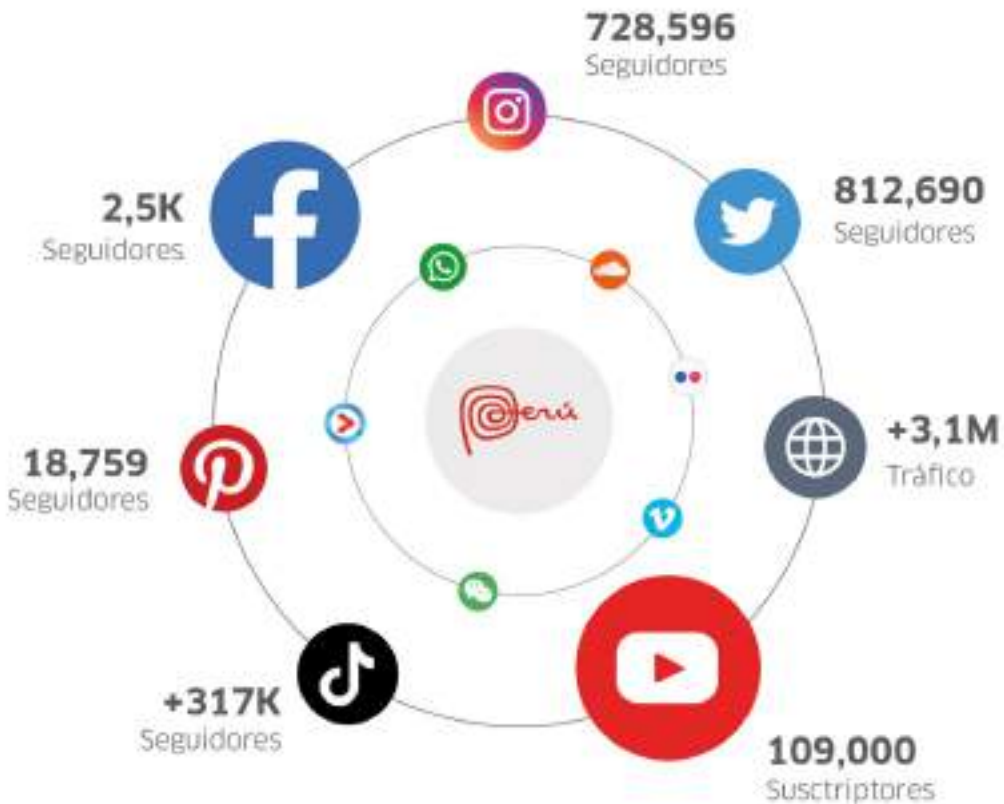 728,596
Seguidores
2,5K
Seguidores
812,690
Seguidores
Perú
+3,1M
Tráfico
18,759
Seguidores
+317K
Seguidores
109,000
Susctriptores